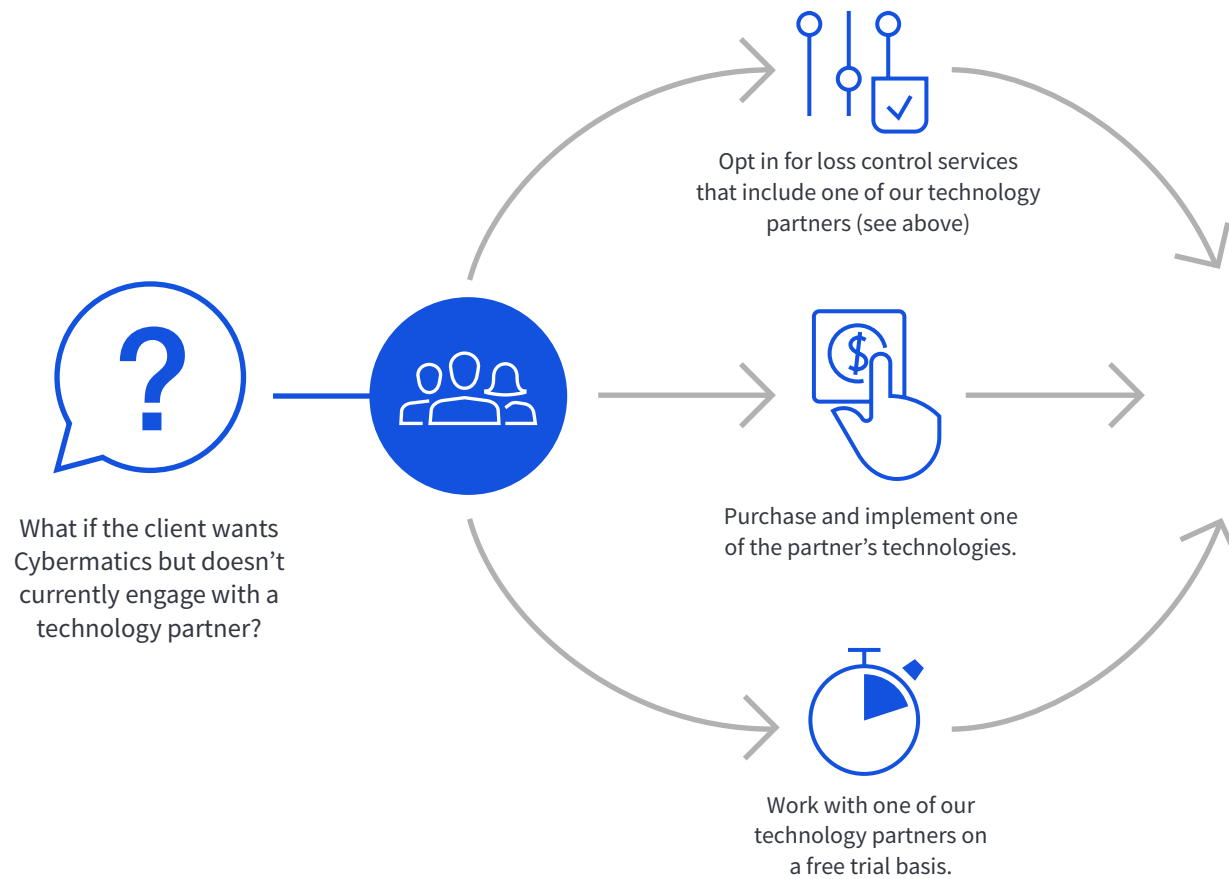 Opt in for loss control services
that include one of our technology
partners (see above)
What if the client wants
Cybermatics but doesn’t
currently engage with a
technology partner?
Purchase and implement one
of the partner’s technologies.
Work with one of our
technology partners on
a free trial basis.